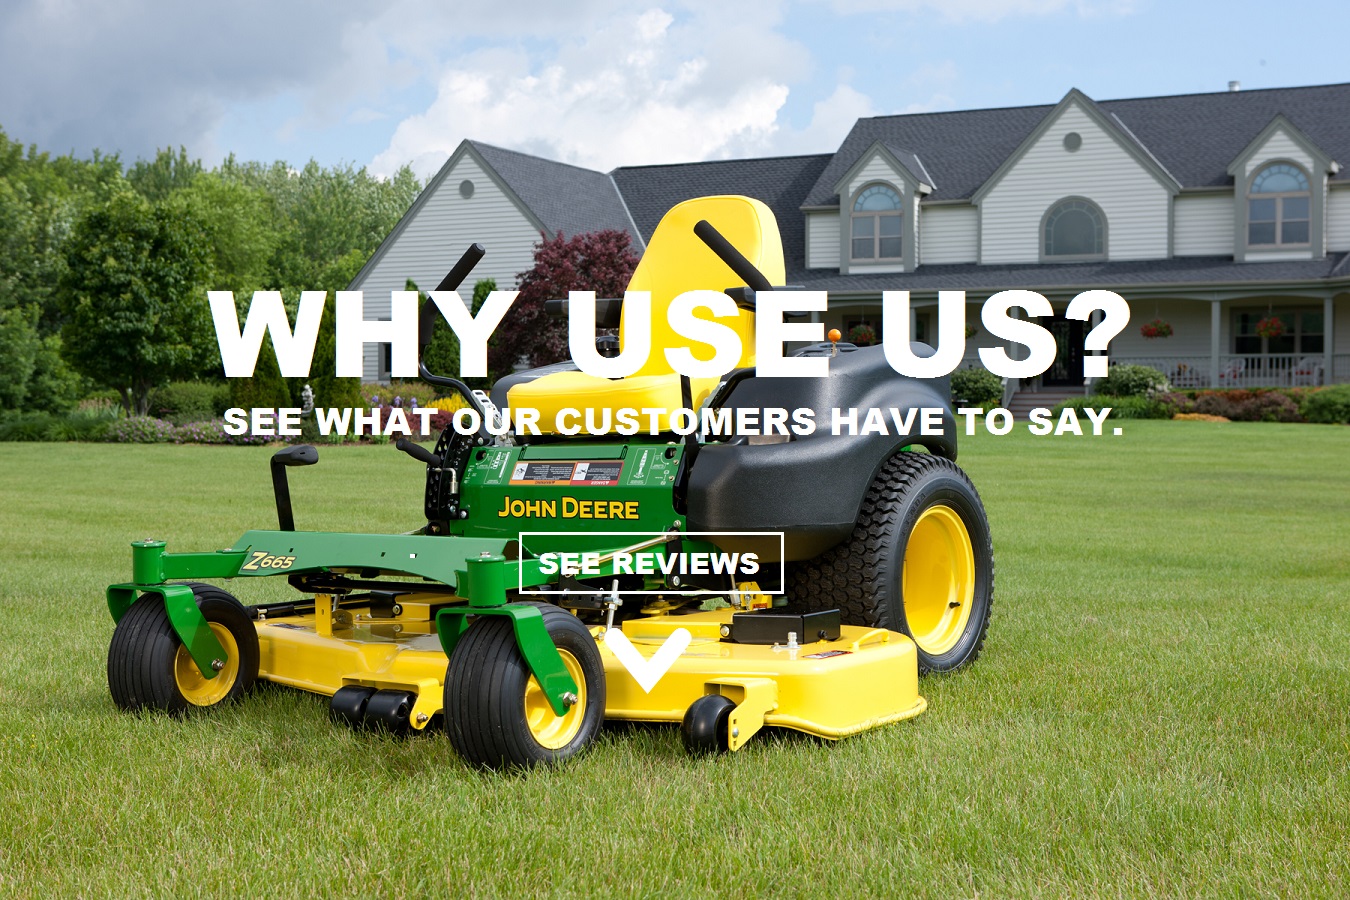 WHY USE US?
SEE WHAT OUR CUSTOMERS HAVE TO SAY.
JOHN DEERE
Z665
SEE REVIEWS